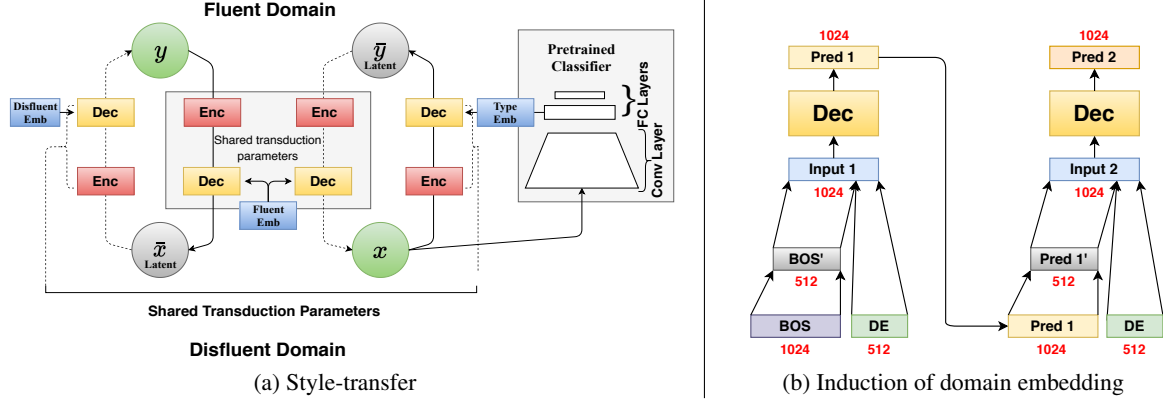 Fluent Domain
y
ȳ
Latent
Pretrained
Classifier
FC Layers
Conv Layer
Disfluent
Emb
Dec
Enc
Enc
Dec
Type
Emb
Shared transduction
parameters
Enc
Dec
Dec
Enc
Fluent
Emb
x̄
Latent
x
Shared Transduction Parameters
Disfluent Domain
(a) Style-transfer
1024
Pred 1
Dec
Input 1
1024
BOS'
512
BOS
1024
DE
512
1024
Pred 2
Dec
Input 2
1024
Pred 1'
512
Pred 1
1024
DE
512
(b) Induction of domain embedding